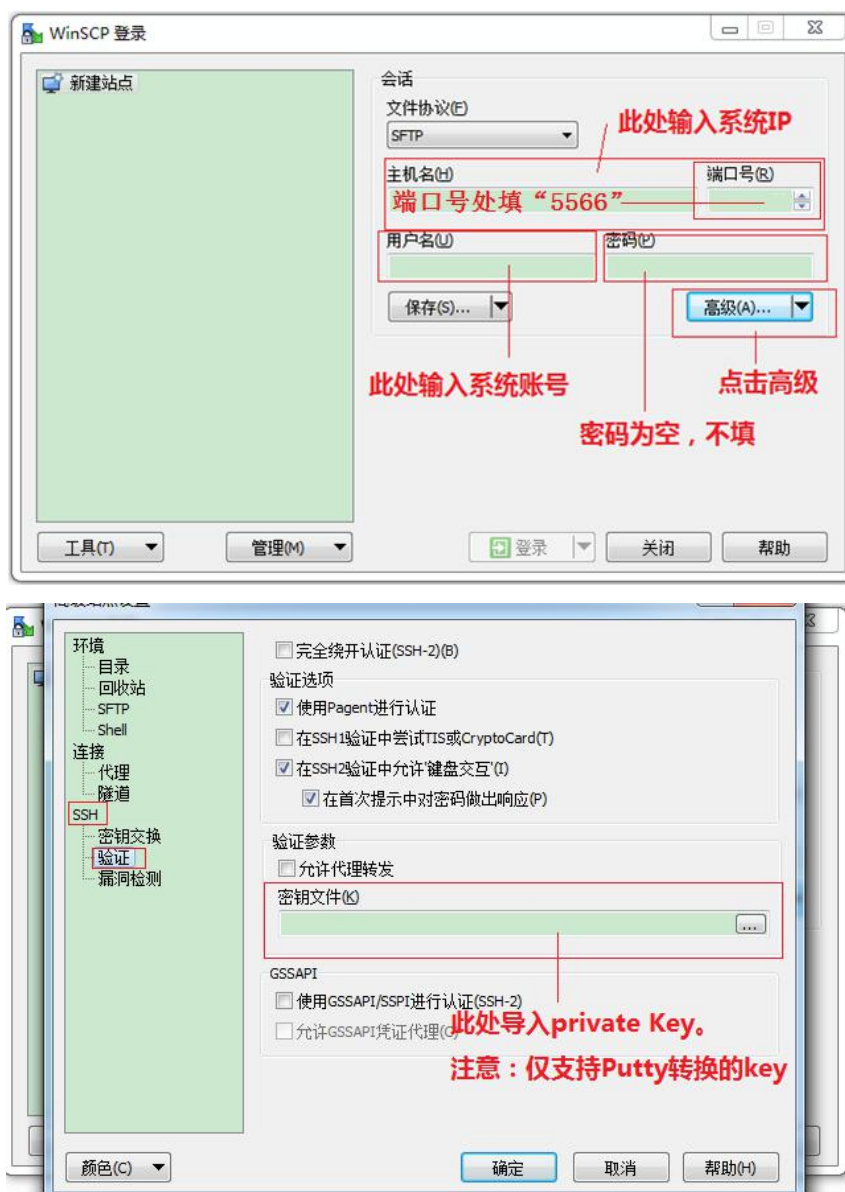 WinSCP 登录
新建站点
会话
文件协议(F)
SFTP
此处输入系统IP
主机名(H) 端口号(R)
端口号处填“5566”
用户名(U) 密码(P)
保存(S)... 高级(A)...
此处输入系统账号 点击高级
密码为空，不填
工具(T) 管理(M) 登录 关闭 帮助
环境
目录
回收站
SFTP
Shell
连接
代理
隧道
SSH
密钥交换
验证
漏洞检测
完全绕开认证(SSH-2)(B)
验证选项
使用Pagent进行认证
在SSH1验证中尝试TIS或CryptoCard(T)
在SSH2验证中允许'键盘交互'(I)
在首次提示中对密码做出响应(P)
验证参数
允许代理转发
密钥文件(K)
...
GSSAPI
使用GSSAPI/SSPI进行认证(SSH-2)
允许GSSAPI凭证代理(O)
此处导入private Key。
注意：仅支持Putty转换的key
颜色(C) 确定 取消 帮助(H)